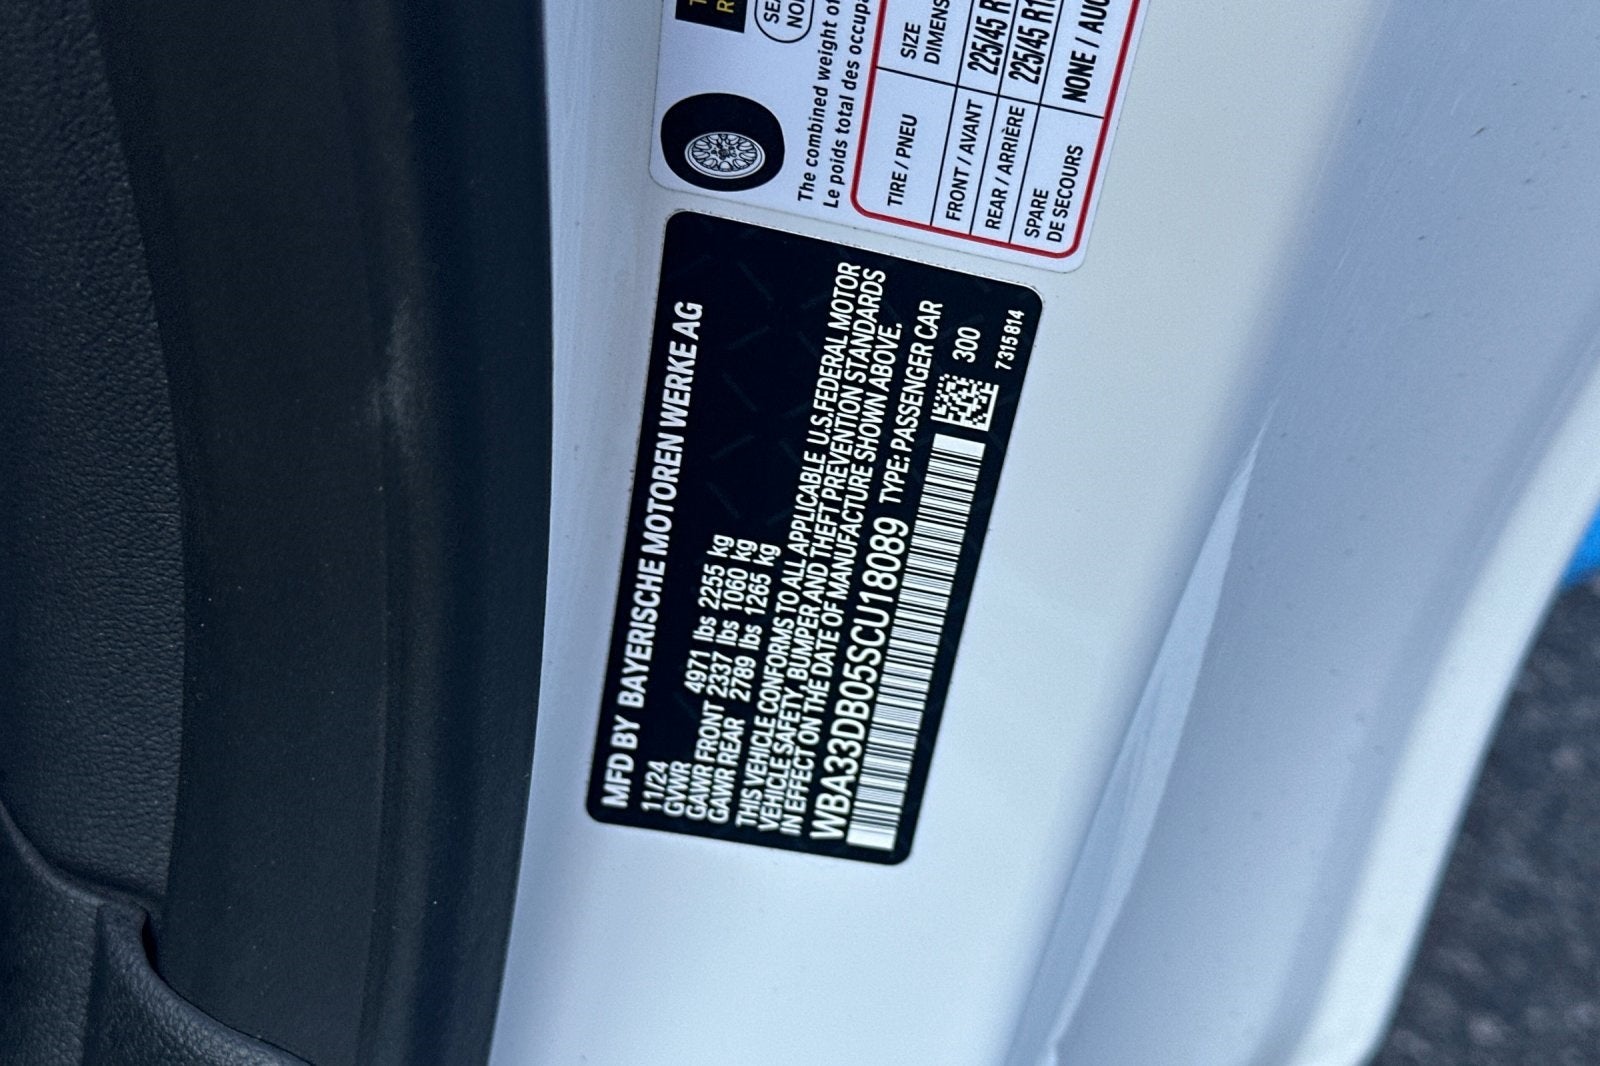 The combined weight of
Le poids total des
TIRE / PNEU
SIZE
FRONT / AVANT
225/45
REAR / ARRIÈRE
225/45
SPARE
DE SECOURS
NONE /
MFD BY BAYERISCHE MOTOREN WERKE AG
11/24
GVWR 4971 lbs 2255 kg
GAWR FRONT 2337 lbs 1060 kg
GAWR REAR 2789 lbs 1265 kg
THIS VEHICLE CONFORMS TO ALL APPLICABLE U.S.FEDERAL MOTOR
VEHICLE SAFETY, BUMPER AND THEFT PREVENTION STANDARDS
IN EFFECT ON THE DATE OF MANUFACTURE SHOWN ABOVE.
WBA33DB05SCU18089 TYPE: PASSENGER CAR
300
7315814